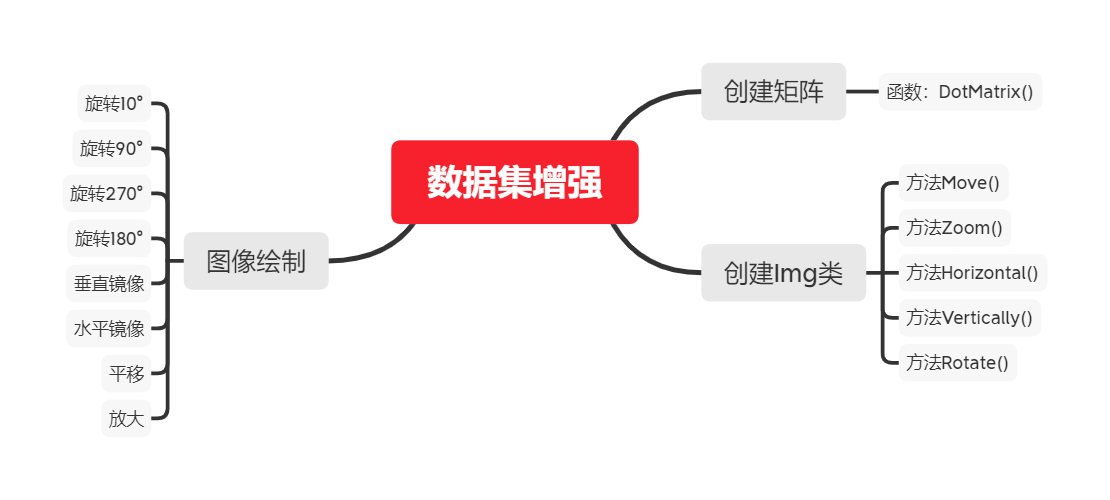 数据集增强
创建矩阵
函数：DotMatrix()
创建Img类
方法Move()
方法Zoom()
方法Horizontal()
方法Vertically()
方法Rotate()
图像绘制
旋转10°
旋转90°
旋转270°
旋转180°
垂直镜像
水平镜像
平移
放大